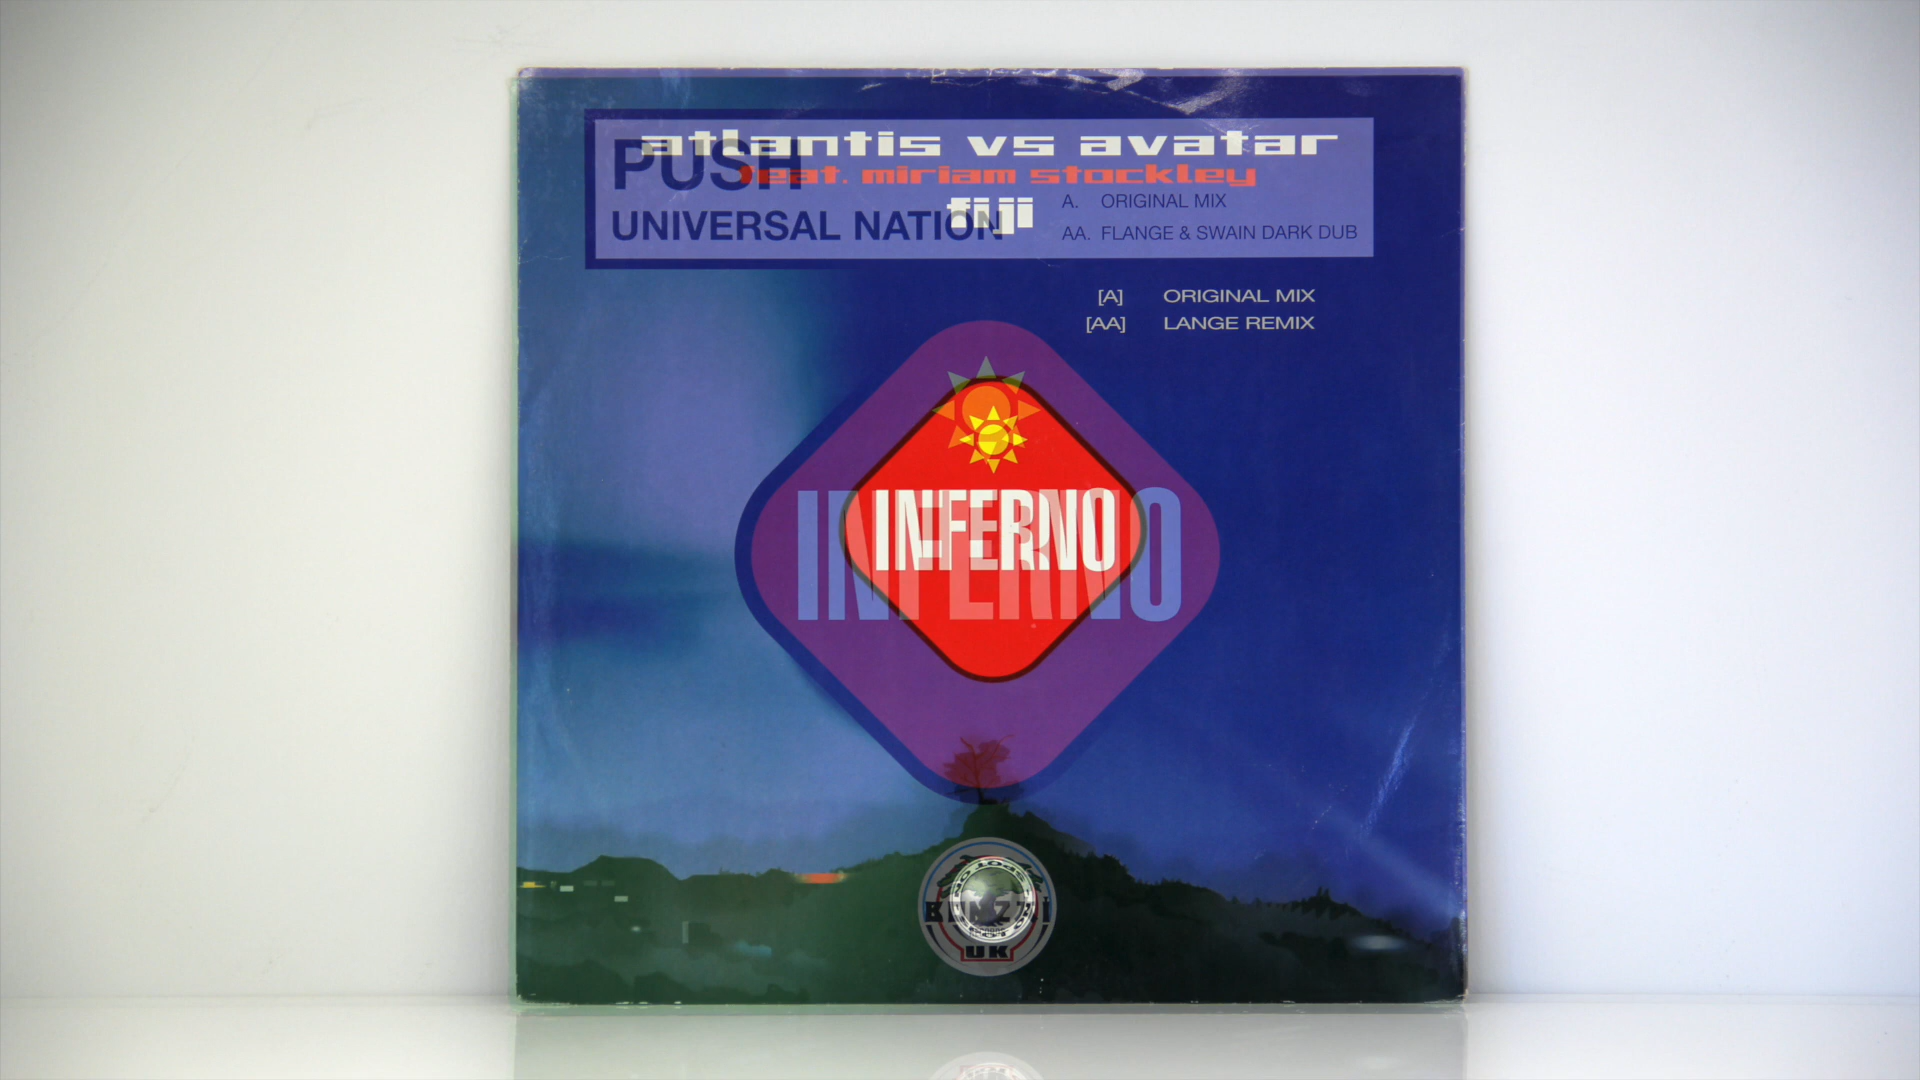 atlantis vs avatar
PUSH
feat. miriam stockley
fiji
A. ORIGINAL MIX
UNIVERSAL NATION
AA. FLANGE & SWAIN DARK DUB
[A] ORIGINAL MIX
[AA] LANGE REMIX
INFERNO
INFERNO
UK